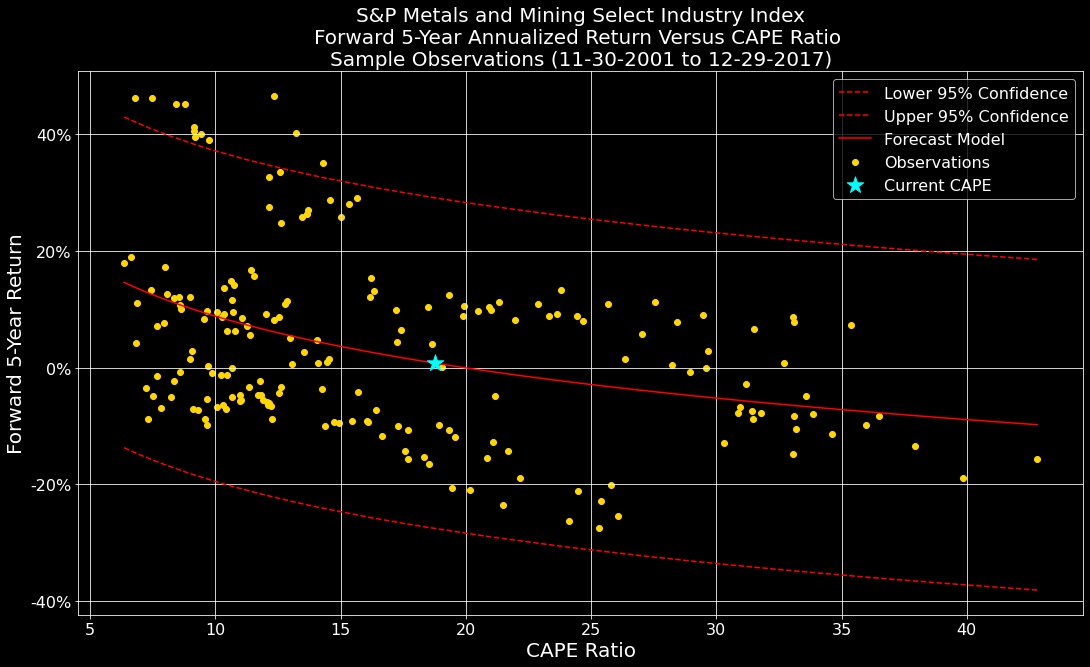 S&P Metals and Mining Select Industry Index
Forward 5-Year Annualized Return Versus CAPE Ratio
Sample Observations (11-30-2001 to 12-29-2017)
Lower 95% Confidence
Upper 95% Confidence
Forecast Model
Observations
Current CAPE
Forward 5-Year Return
40%
20%
0%
-20%
-40%
5 10 15 20 25 30 35 40
CAPE Ratio